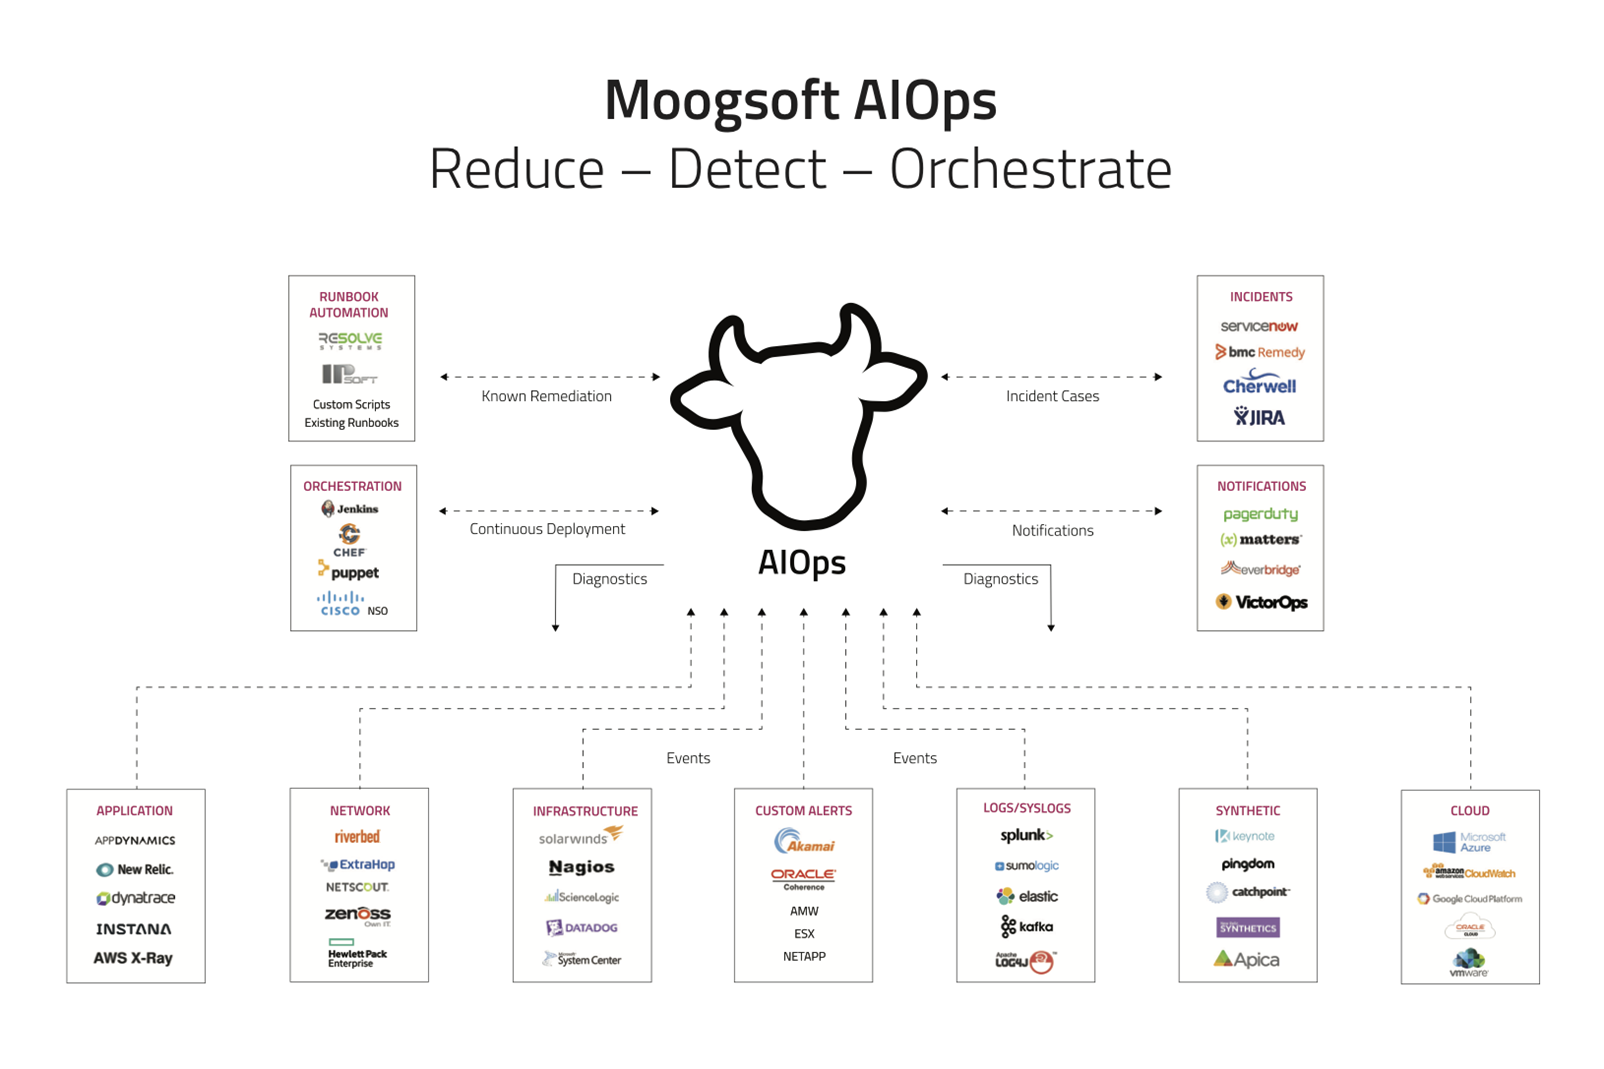 Moogsoft AIOps
Reduce – Detect – Orchestrate
RUNBOOK
AUTOMATION
RESOLVE
SYSTEMS
IPSOFT
Custom Scripts
Existing Runbooks
Known Remediation
Incident Cases
INCIDENTS
servicenow
bmc Remedy
Cherwell
JIRA
ORCHESTRATION
Jenkins
CHEF
puppet
CISCO NSO
Continuous Deployment
Notifications
NOTIFICATIONS
pagerduty
(x) matters
everbridge
VictorOps
AIOps
Diagnostics
Diagnostics
Events
Events
APPLICATION
APPDYNAMICS
New Relic.
dynatrace
INSTANA
AWS X-Ray
NETWORK
riverbed
ExtraHop
NETSCOUT.
zenoss
Own IT.
Hewlett Packard
Enterprise
INFRASTRUCTURE
solarwinds
Nagios
ScienceLogic
DATADOG
Microsoft
System Center
CUSTOM ALERTS
Akamai
ORACLE
Coherence
AMW
ESX
NETAPP
LOGS/SYSLOGS
splunk>
sumologic
elastic
kafka
Apache
LOG4J
SYNTHETIC
keynote
pingdom
catchpoint
SYNTHETICS
Apica
CLOUD
Microsoft
Azure
amazon
webservices CloudWatch
Google Cloud Platform
ORACLE
CLOUD
vmware